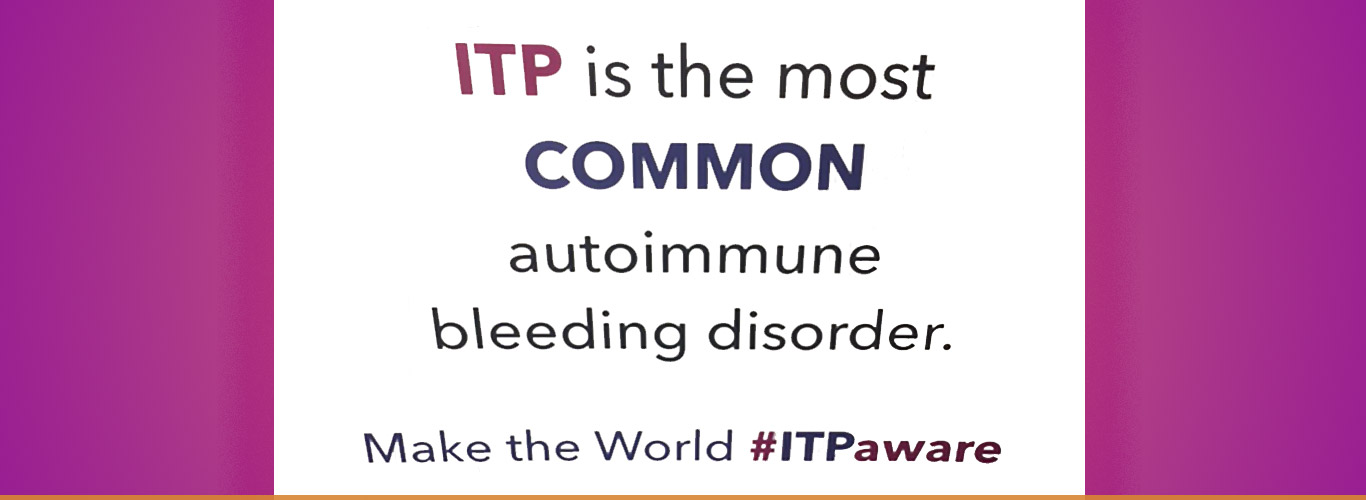 ITP is the most
COMMON
autoimmune
bleeding disorder.
Make the World #ITPaware